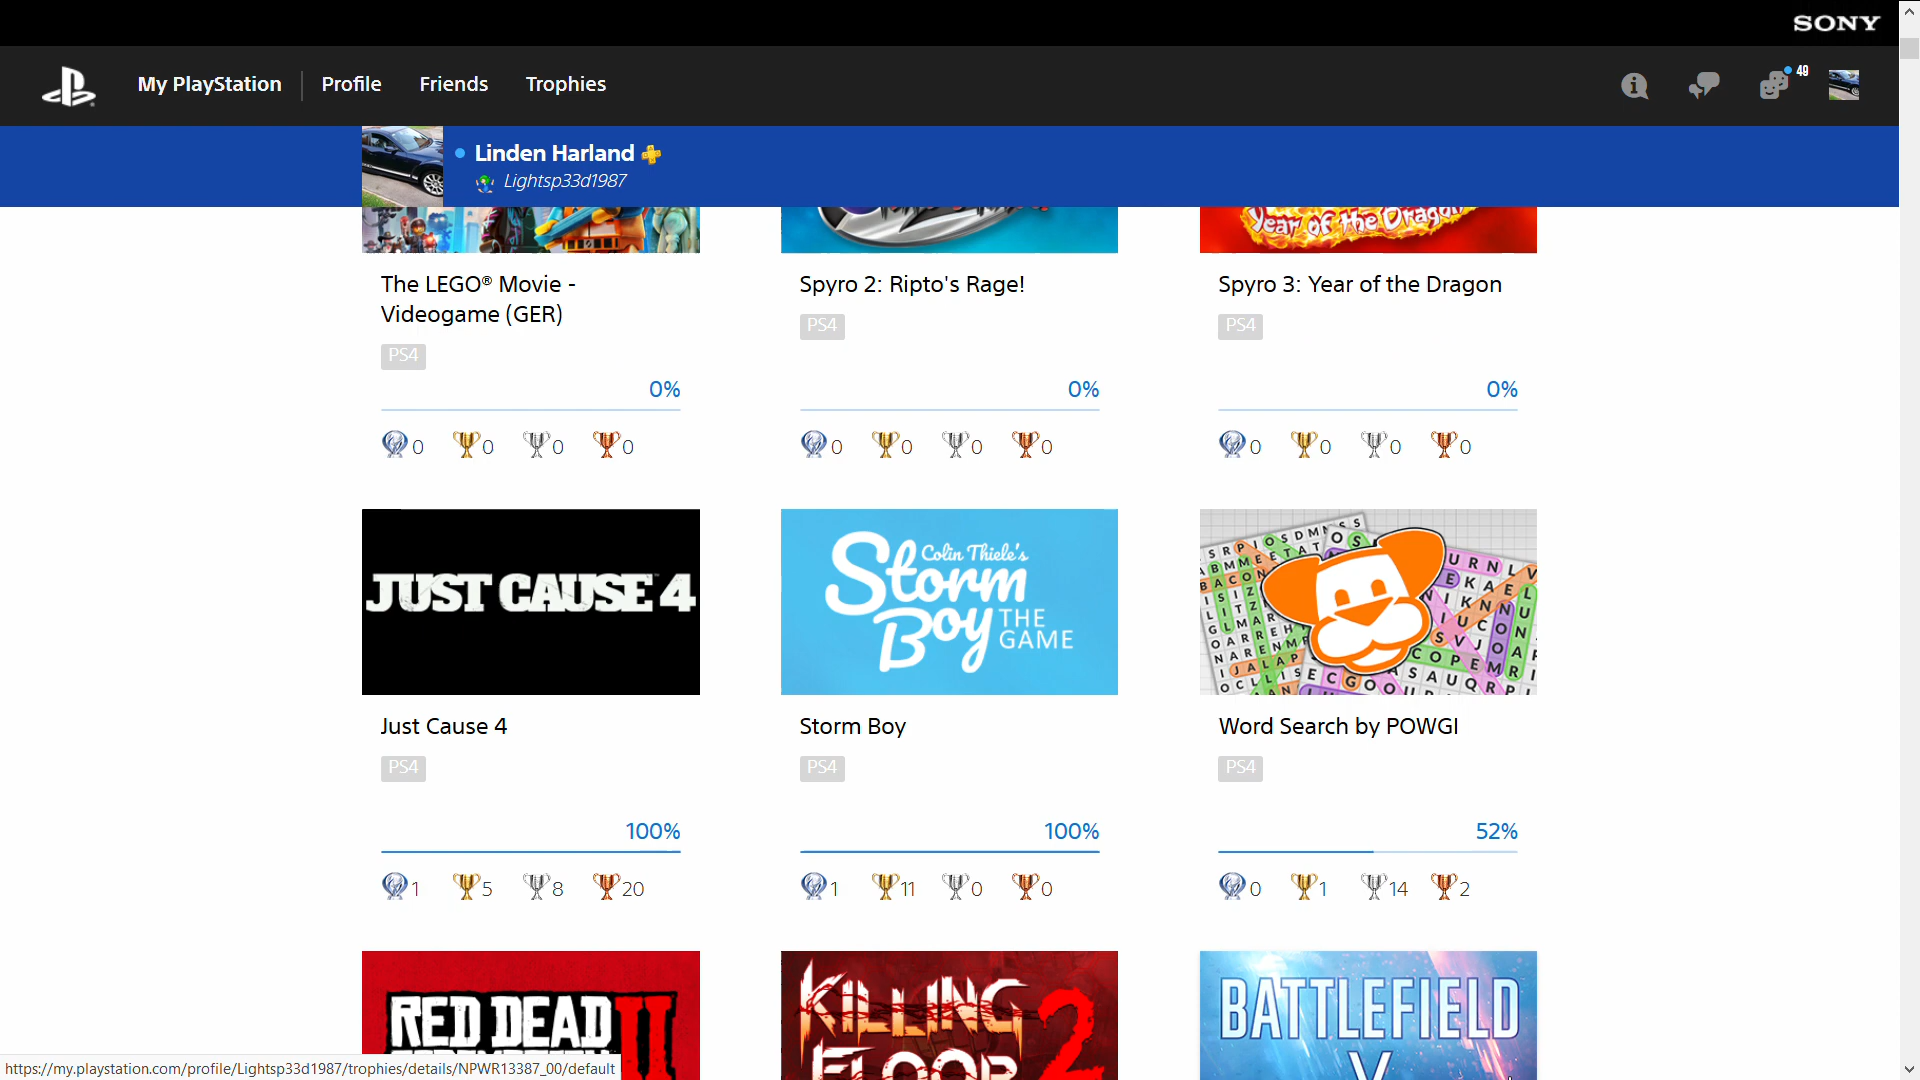 SONY
My PlayStation
Profile
Friends
Trophies
49
Linden Harland
Lightsp33d1987
Year of the Dragon
The LEGO® Movie -
Videogame (GER)
PS4
0%
0 0 0 0
Spyro 2: Ripto's Rage!
PS4
0%
0 0 0 0
Spyro 3: Year of the Dragon
PS4
0%
0 0 0 0
JUST CAUSE 4
Just Cause 4
PS4
100%
1 5 8 20
Colin Thiele's
Storm
Boy THE
GAME
Storm Boy
PS4
100%
1 11 0 0
Word Search by POWGI
PS4
52%
0 1 14 2
RED DEAD
II
KILLING
FLOOR 2
BATTLEFIELD
V
https://my.playstation.com/profile/Lightsp33d1987/trophies/details/NPWR13387_00/default